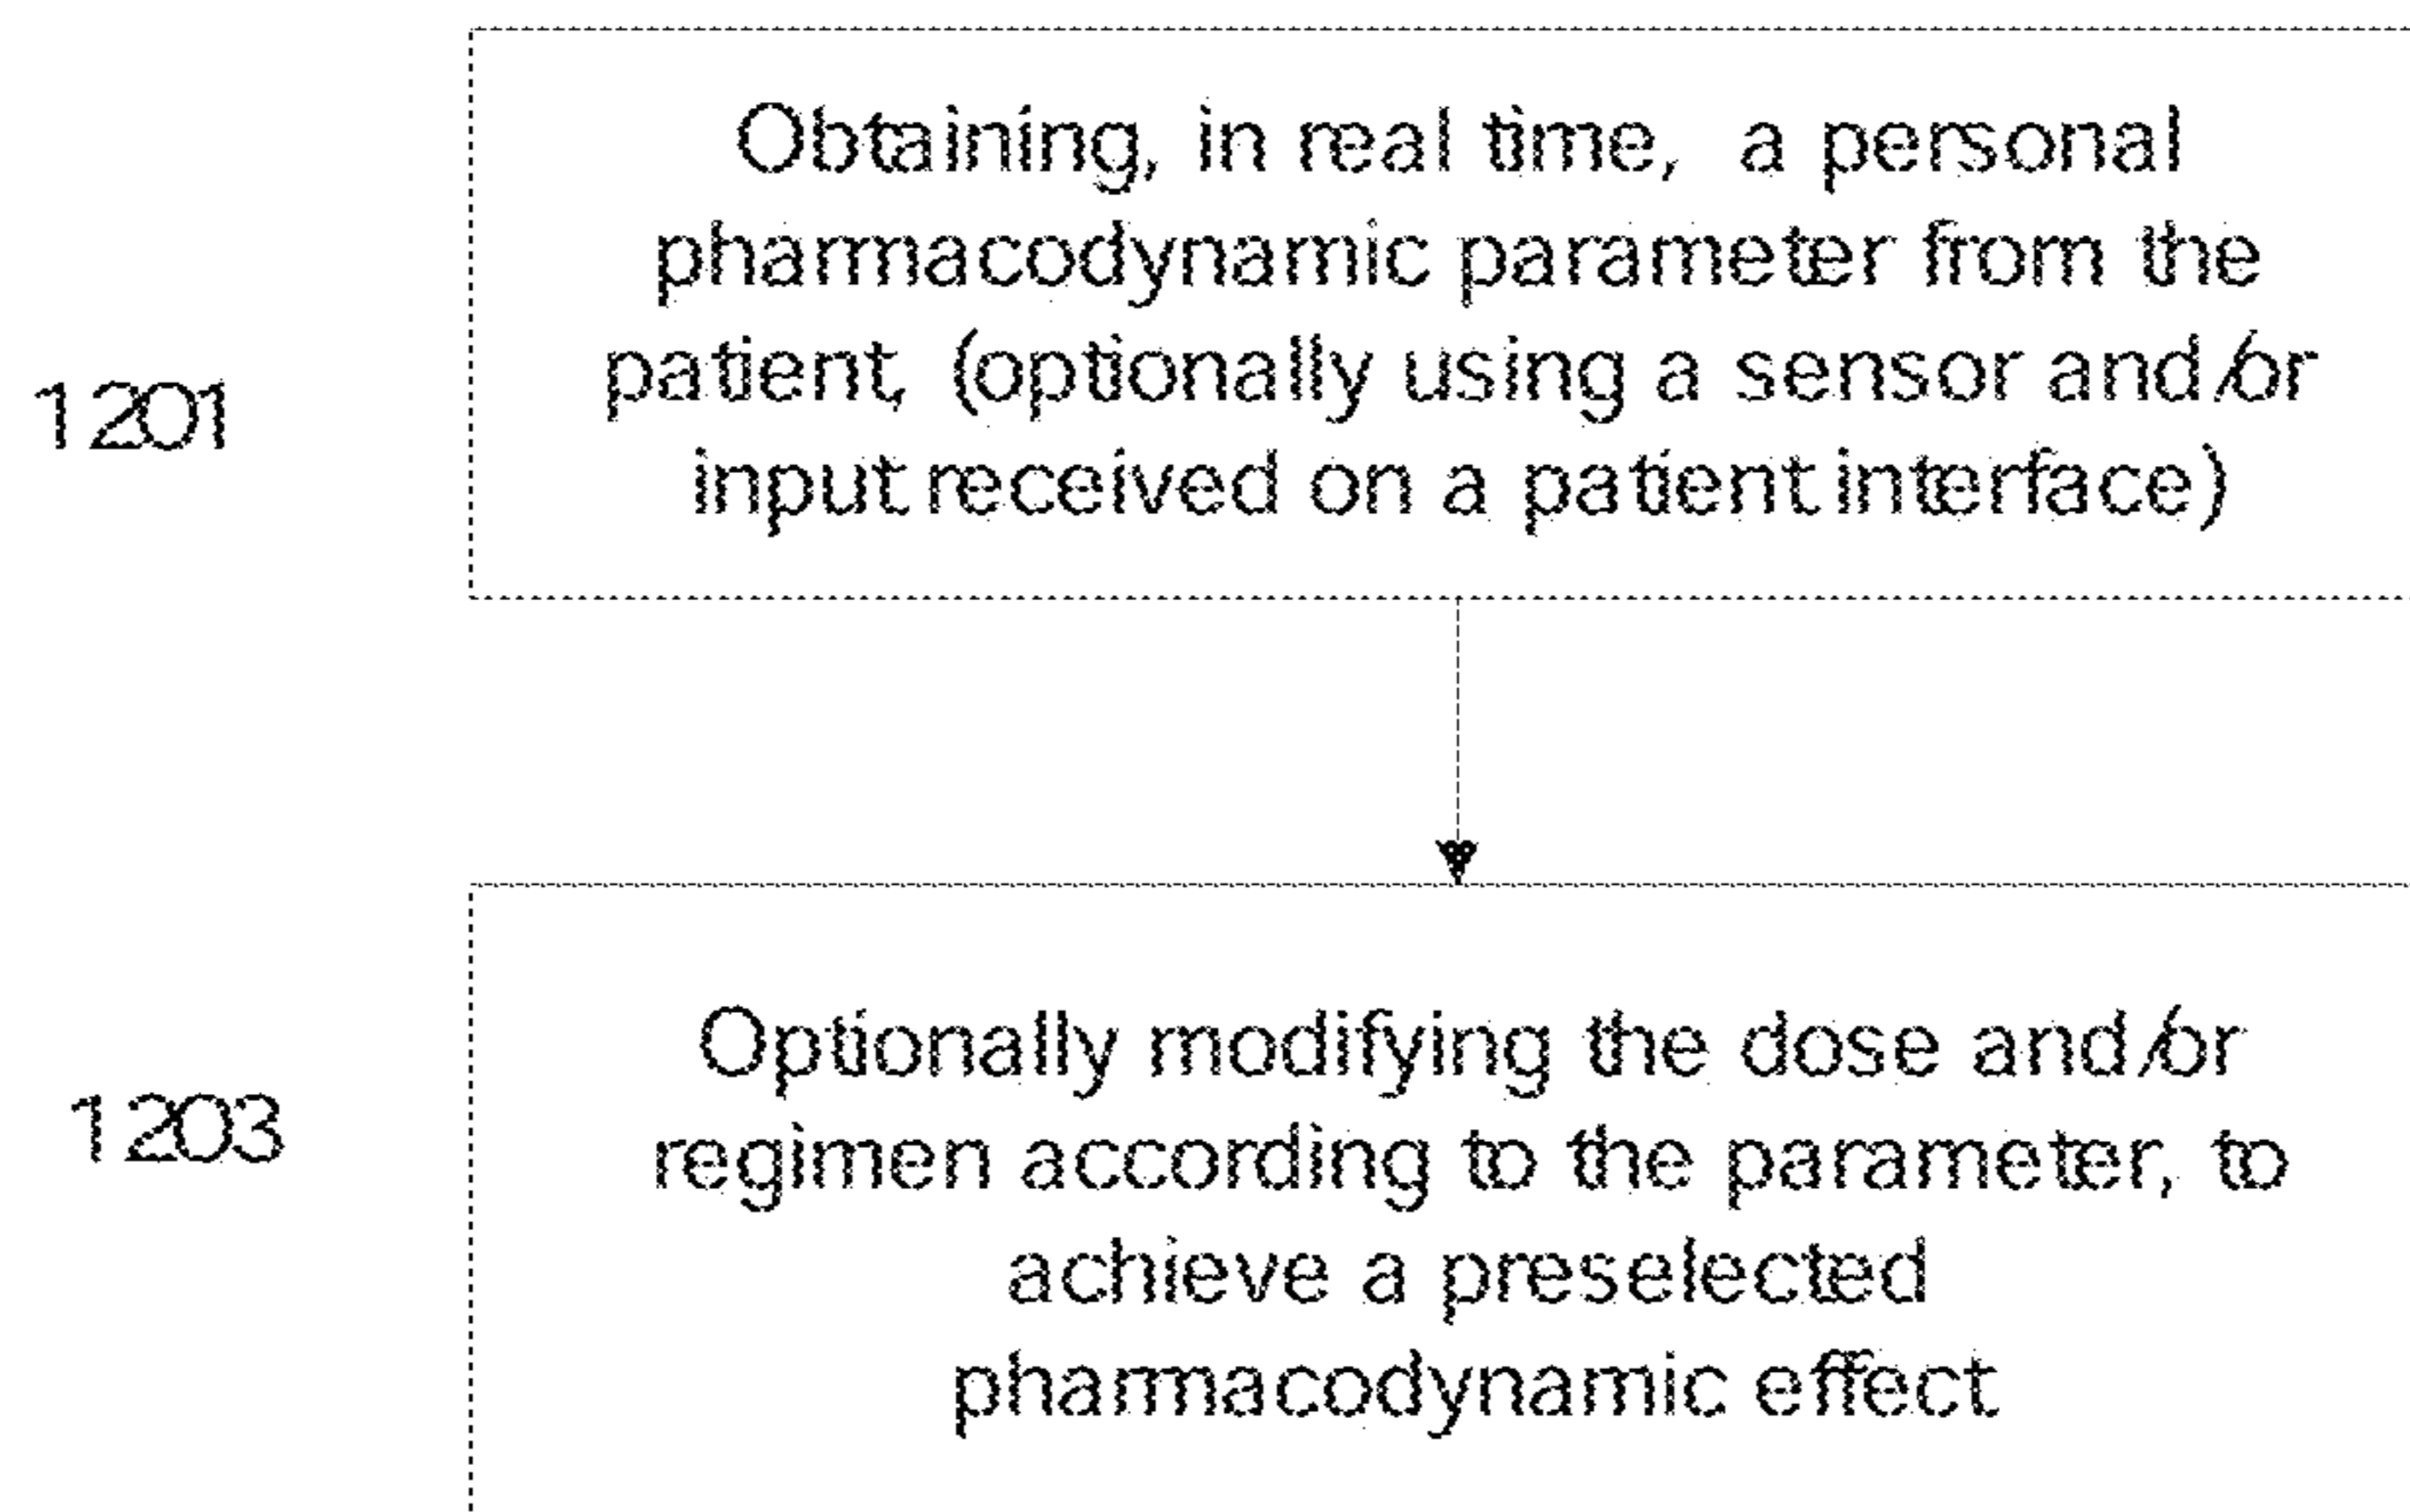 Obtaining, in real time, a personal
pharmacodynamic parameter from the
patient, (optionally using a sensor and/or
input received on a patient interface)
1201
Optionally modifying the dose and/or
regimen according to the parameter, to
achieve a preselected
pharmacodynamic effect
1203